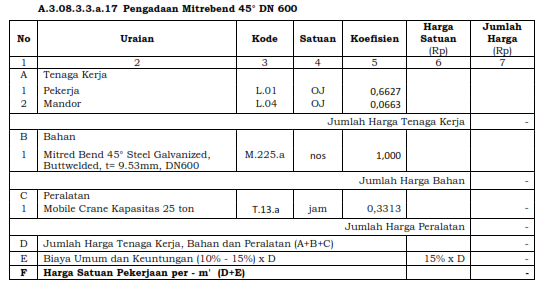 A.3.08.3.3.a.17 Pengadaan Mitrebend 45° DN 600
No Uraian Kode Satuan Koefisien Harga Satuan (Rp) Jumlah Harga (Rp)
1 2 3 4 5 6 7
A Tenaga Kerja
1 Pekerja L.01 OJ 0,6627
2 Mandor L.04 OJ 0,0663
Jumlah Harga Tenaga Kerja -
B Bahan
1 Mitred Bend 45° Steel Galvanized, M.225.a nos 1,000
Buttwelded, t= 9.53mm, DN600
Jumlah Harga Bahan -
C Peralatan
1 Mobile Crane Kapasitas 25 ton T.13.a jam 0,3313 -
Jumlah Harga Peralatan -
D Jumlah Harga Tenaga Kerja, Bahan dan Peralatan (A+B+C) -
E Biaya Umum dan Keuntungan (10% - 15%) x D 15% x D -
F Harga Satuan Pekerjaan per - m' (D+E) -